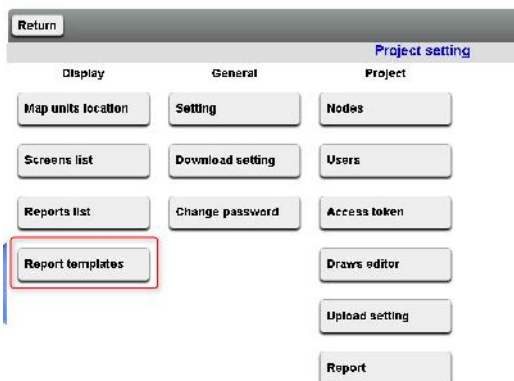 Return
Project setting
Display General Project
Map units location Setting Nodes
Screens list Download setting Users
Reports list Change password Access token
Report templates Draws editor
Upload setting
Report